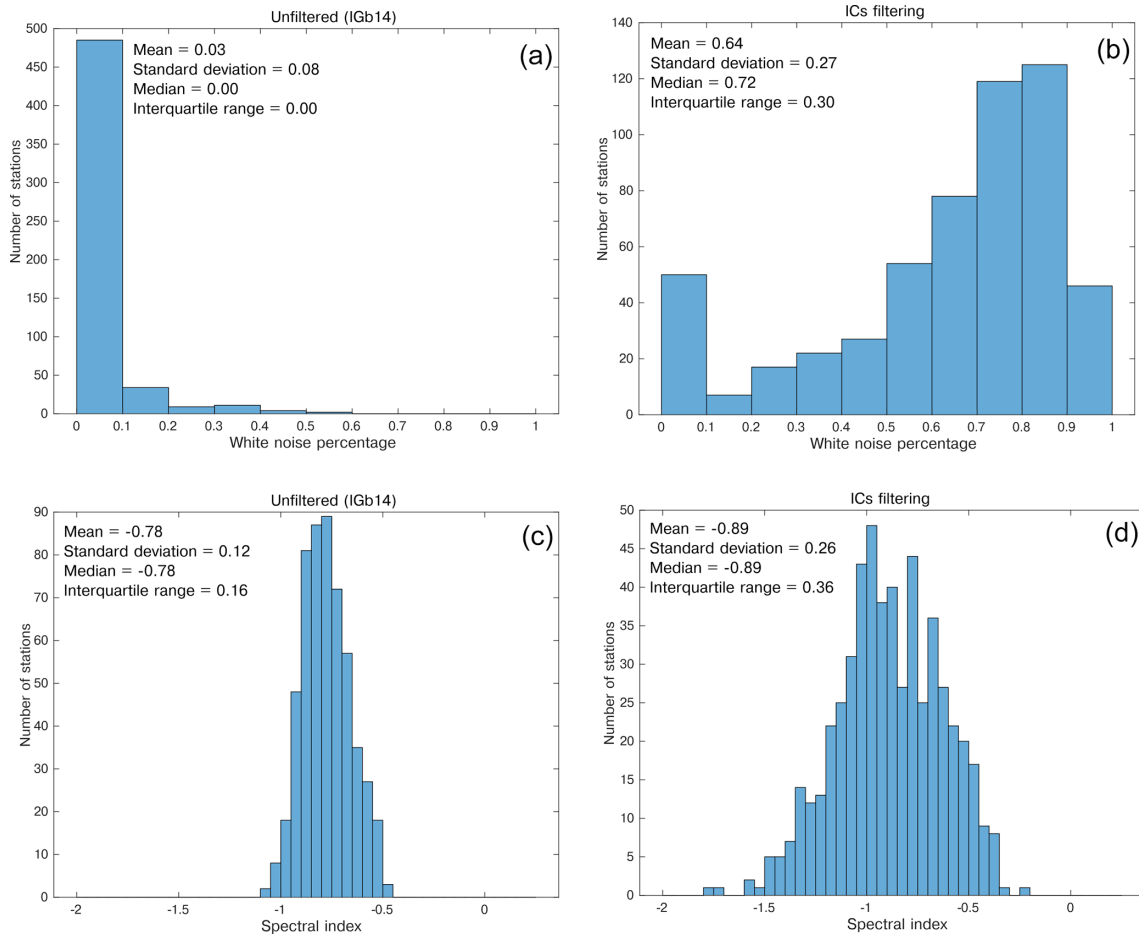 Unfiltered (IGb14)
(a)
Mean = 0.03
Standard deviation = 0.08
Median = 0.00
Interquartile range = 0.00
Number of stations
500
450
400
350
300
250
200
150
100
50
0
0 0.1 0.2 0.3 0.4 0.5 0.6 0.7 0.8 0.9 1
White noise percentage
ICs filtering
(b)
Mean = 0.64
Standard deviation = 0.27
Median = 0.72
Interquartile range = 0.30
Number of stations
140
120
100
80
60
40
20
0
0 0.1 0.2 0.3 0.4 0.5 0.6 0.7 0.8 0.9 1
White noise percentage
Unfiltered (IGb14)
(c)
Mean = -0.78
Standard deviation = 0.12
Median = -0.78
Interquartile range = 0.16
Number of stations
90
80
70
60
50
40
30
20
10
0
-2 -1.5 -1 -0.5 0
Spectral index
ICs filtering
(d)
Mean = -0.89
Standard deviation = 0.26
Median = -0.89
Interquartile range = 0.36
Number of stations
50
45
40
35
30
25
20
15
10
5
0
-2 -1.5 -1 -0.5 0
Spectral index